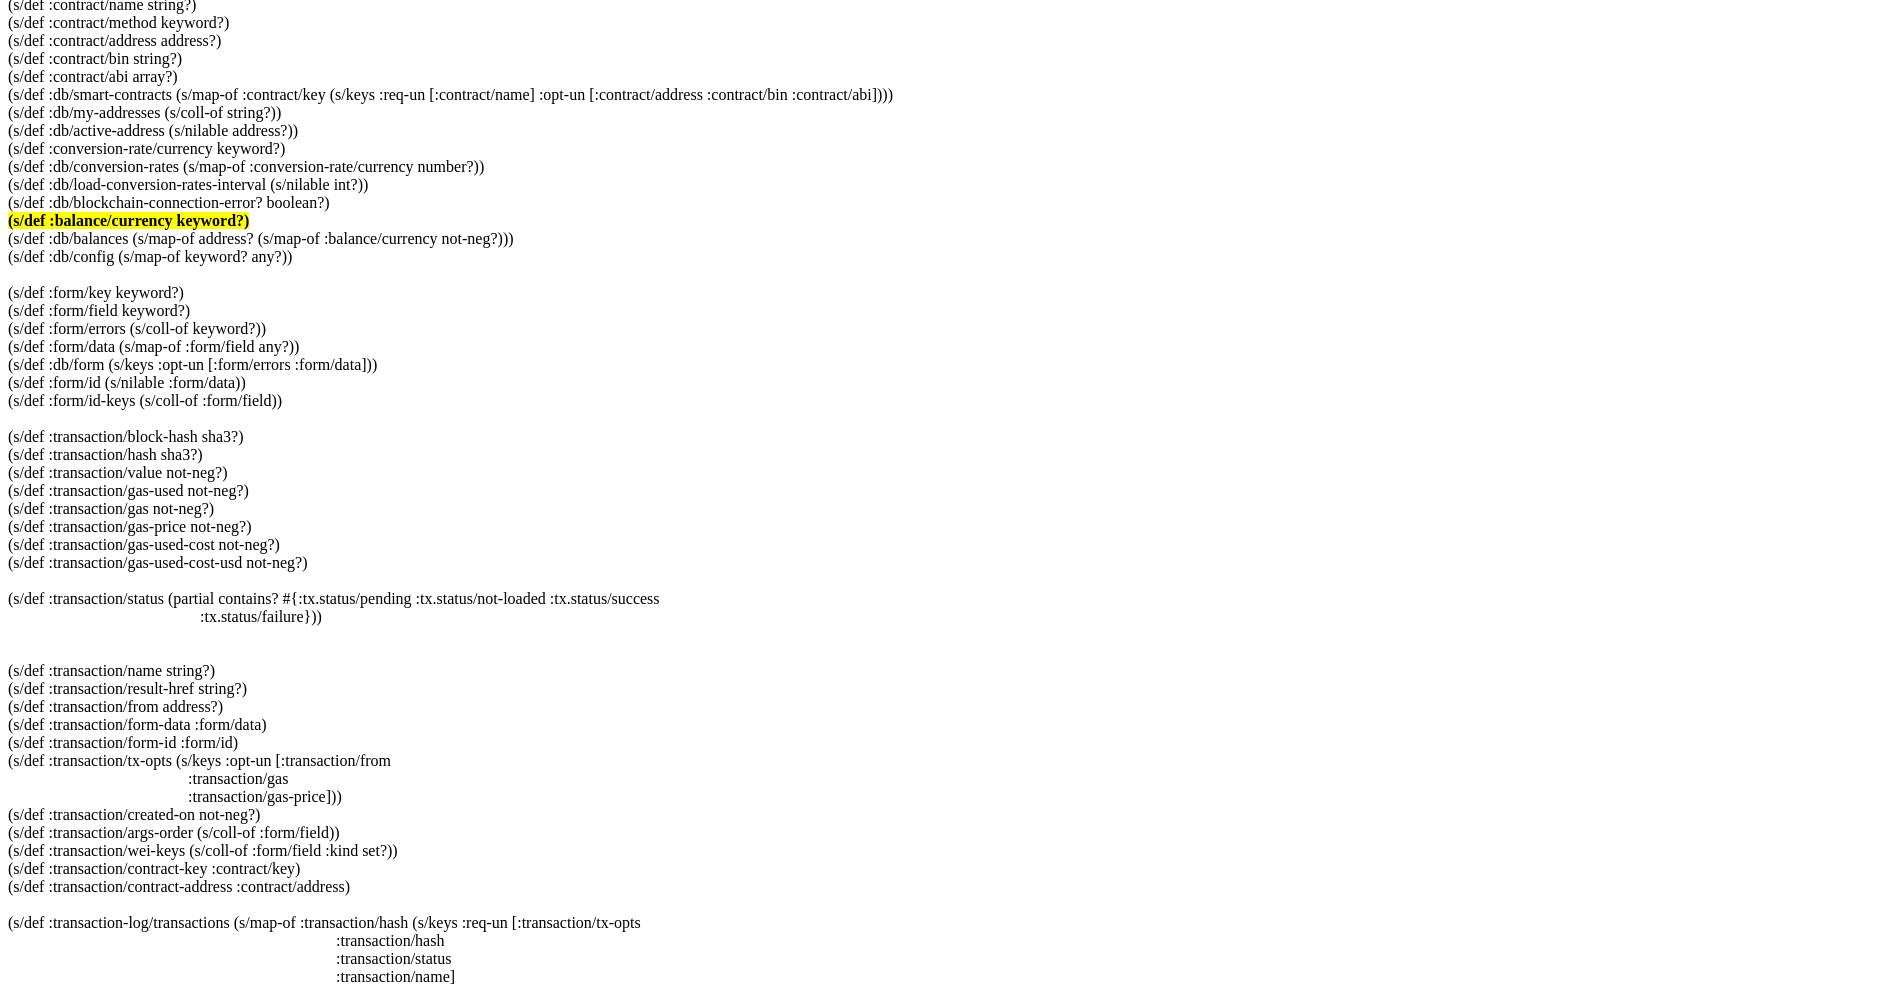 (s/def :contract/name string?)
(s/def :contract/method keyword?)
(s/def :contract/address address?)
(s/def :contract/bin string?)
(s/def :contract/abi array?)
(s/def :db/smart-contracts (s/map-of :contract/key (s/keys :req-un [:contract/name] :opt-un [:contract/address :contract/bin :contract/abi])))
(s/def :db/my-addresses (s/coll-of string?))
(s/def :db/active-address (s/nilable address?))
(s/def :conversion-rate/currency keyword?)
(s/def :db/conversion-rates (s/map-of :conversion-rate/currency number?))
(s/def :db/load-conversion-rates-interval (s/nilable int?))
(s/def :db/blockchain-connection-error? boolean?)
(s/def :balance/currency keyword?)
(s/def :db/balances (s/map-of address? (s/map-of :balance/currency not-neg?)))
(s/def :db/config (s/map-of keyword? any?))
(s/def :form/key keyword?)
(s/def :form/field keyword?)
(s/def :form/errors (s/coll-of keyword?))
(s/def :form/data (s/map-of :form/field any?))
(s/def :db/form (s/keys :opt-un [:form/errors :form/data]))
(s/def :form/id (s/nilable :form/data))
(s/def :form/id-keys (s/coll-of :form/field))
(s/def :transaction/block-hash sha3?)
(s/def :transaction/hash sha3?)
(s/def :transaction/value not-neg?)
(s/def :transaction/gas-used not-neg?)
(s/def :transaction/gas not-neg?)
(s/def :transaction/gas-price not-neg?)
(s/def :transaction/gas-used-cost not-neg?)
(s/def :transaction/gas-used-cost-usd not-neg?)
(s/def :transaction/status (partial contains? #{:tx.status/pending :tx.status/not-loaded :tx.status/success
:tx.status/failure}))
(s/def :transaction/name string?)
(s/def :transaction/result-href string?)
(s/def :transaction/from address?)
(s/def :transaction/form-data :form/data)
(s/def :transaction/form-id :form/id)
(s/def :transaction/tx-opts (s/keys :opt-un [:transaction/from
:transaction/gas
:transaction/gas-price]))
(s/def :transaction/created-on not-neg?)
(s/def :transaction/args-order (s/coll-of :form/field))
(s/def :transaction/wei-keys (s/coll-of :form/field :kind set?))
(s/def :transaction/contract-key :contract/key)
(s/def :transaction/contract-address :contract/address)
(s/def :transaction-log/transactions (s/map-of :transaction/hash (s/keys :req-un [:transaction/tx-opts
:transaction/hash
:transaction/status
:transaction/name]